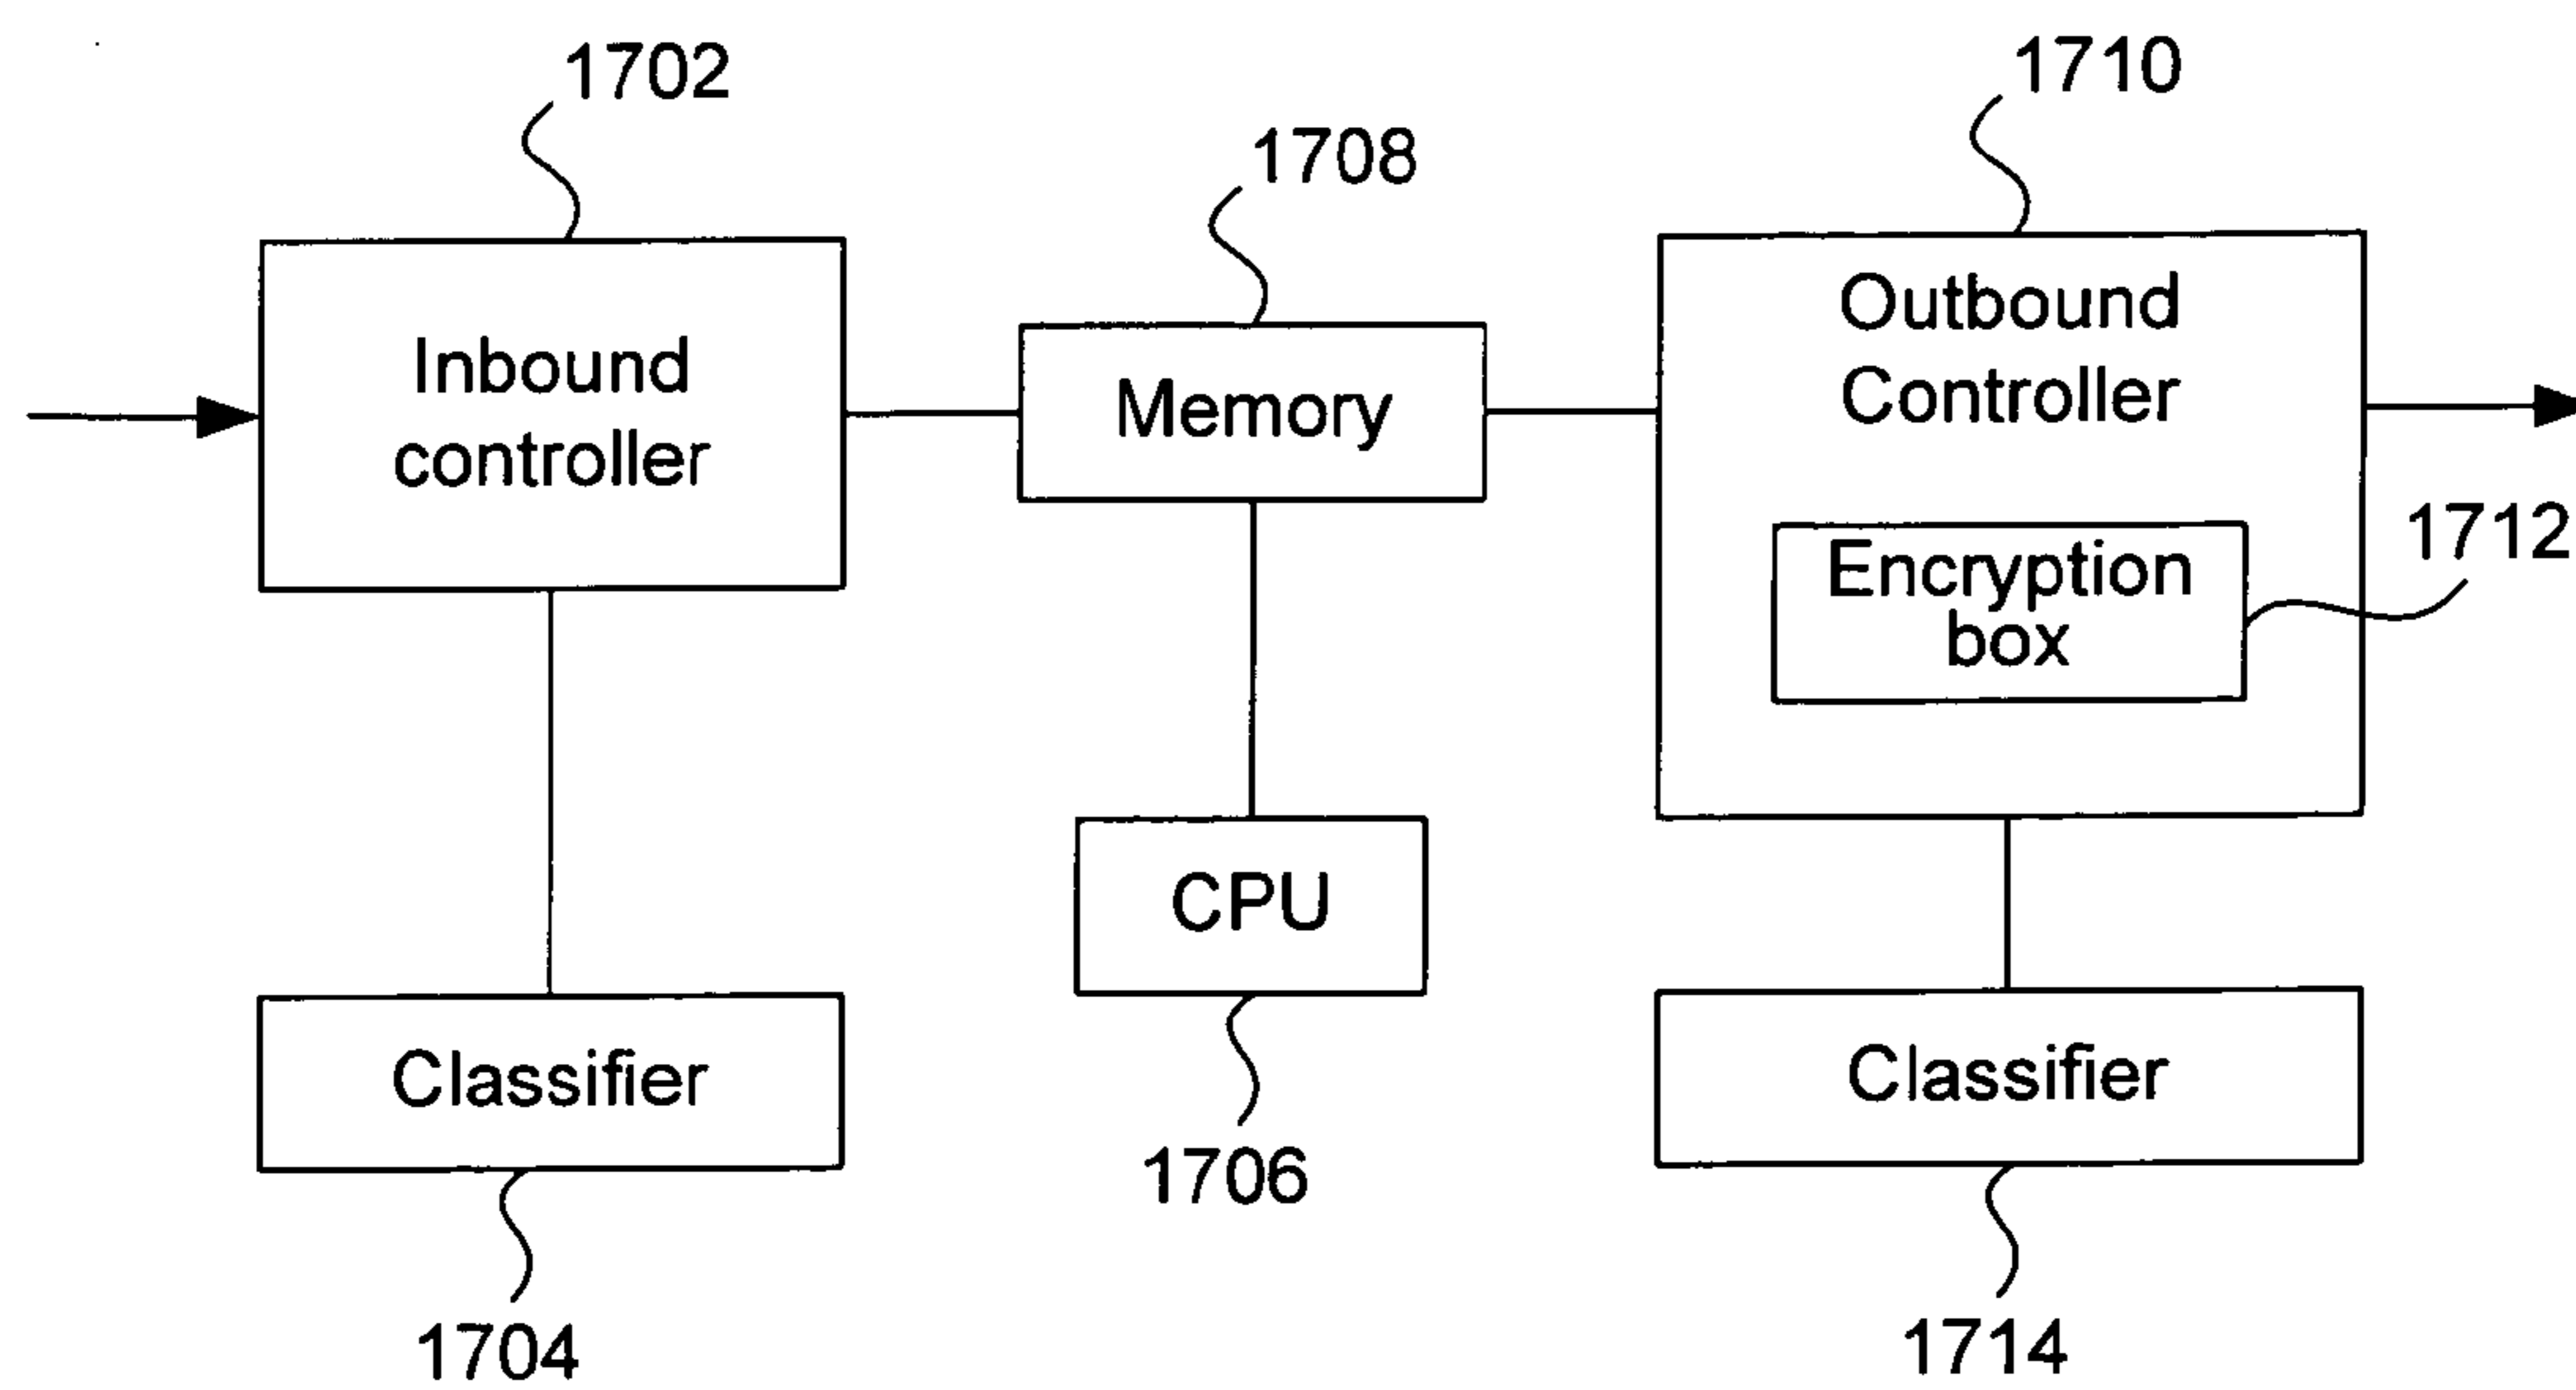 1702
1710
1708
Inbound
controller
Memory
Outbound
Controller
Encryption
box
1712
CPU
Classifier
Classifier
1706
1704
1714